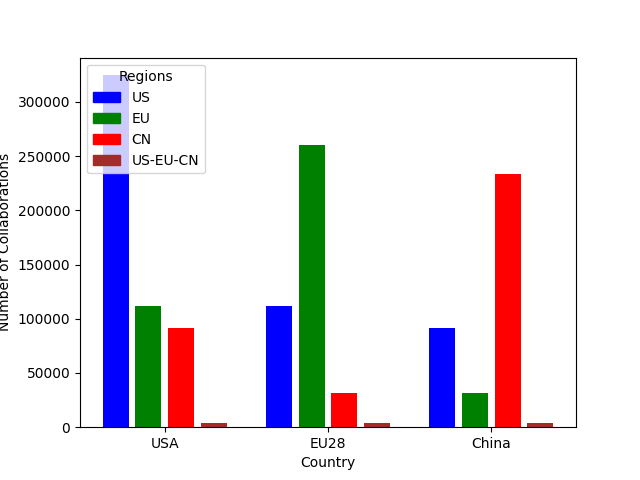 Regions
US
EU
CN
US-EU-CN
300000
250000
200000
150000
100000
50000
0
Number of Collaborations
USA EU28 China
Country